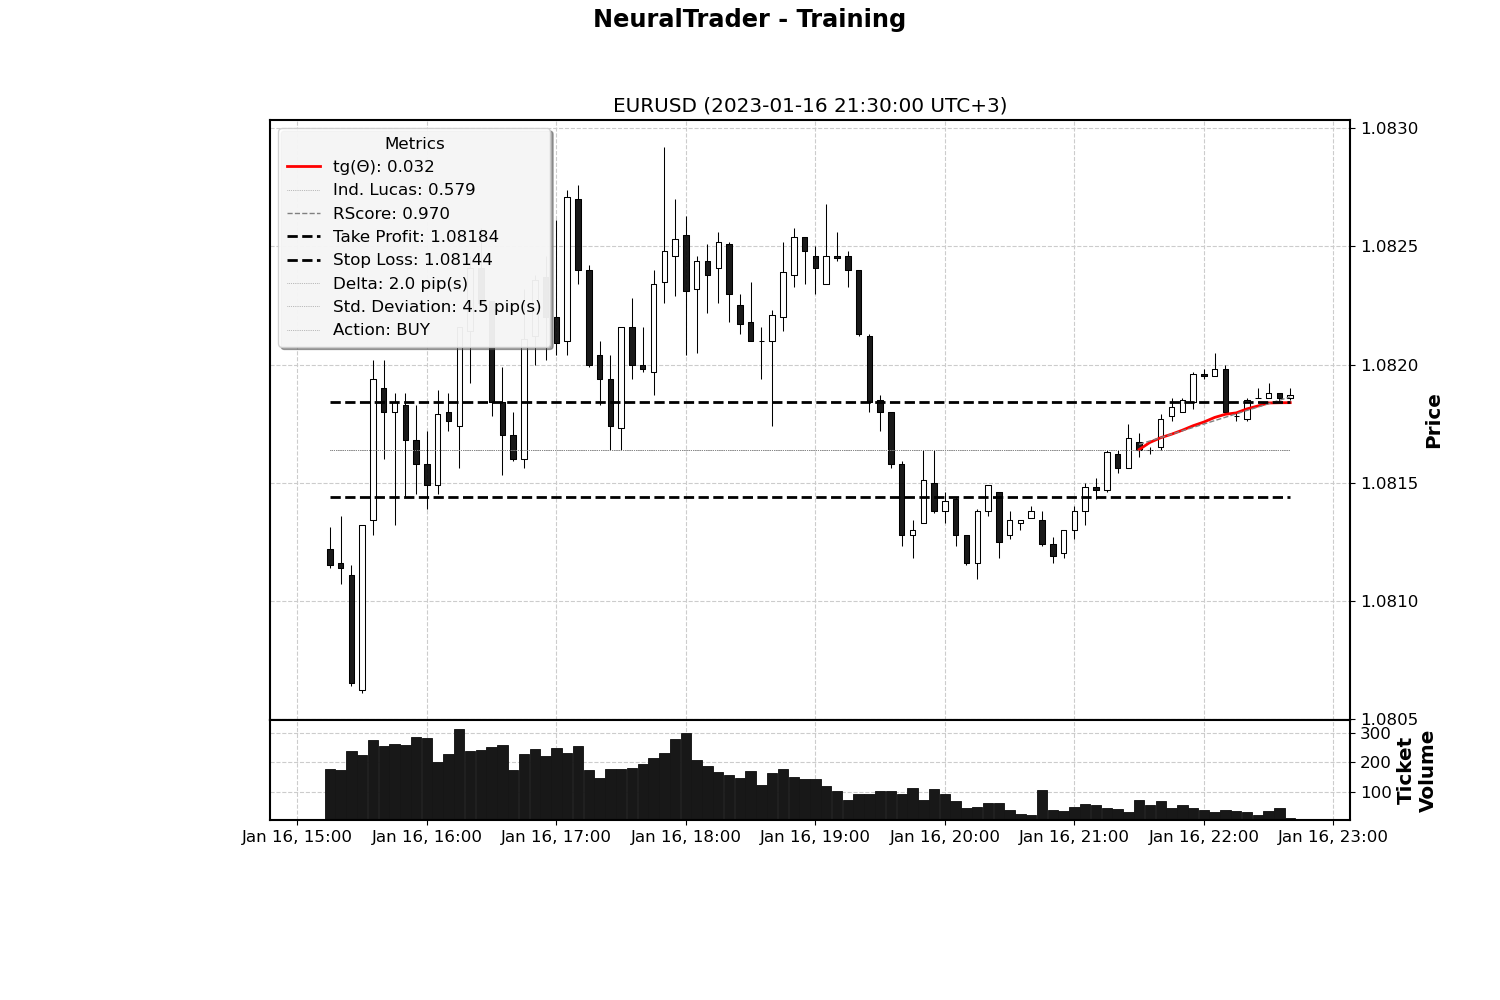 NeuralTrader - Training
EURUSD (2023-01-16 21:30:00 UTC+3)
Metrics
tg(Θ): 0.032
Ind. Lucas: 0.579
RScore: 0.970
Take Profit: 1.08184
Stop Loss: 1.08144
Delta: 2.0 pip(s)
Std. Deviation: 4.5 pip(s)
Action: BUY
1.0830
1.0825
1.0820
1.0815
1.0810
1.0805
Price
300
200
100
Ticket
Volume
Jan 16, 15:00
Jan 16, 16:00
Jan 16, 17:00
Jan 16, 18:00
Jan 16, 19:00
Jan 16, 20:00
Jan 16, 21:00
Jan 16, 22:00
Jan 16, 23:00